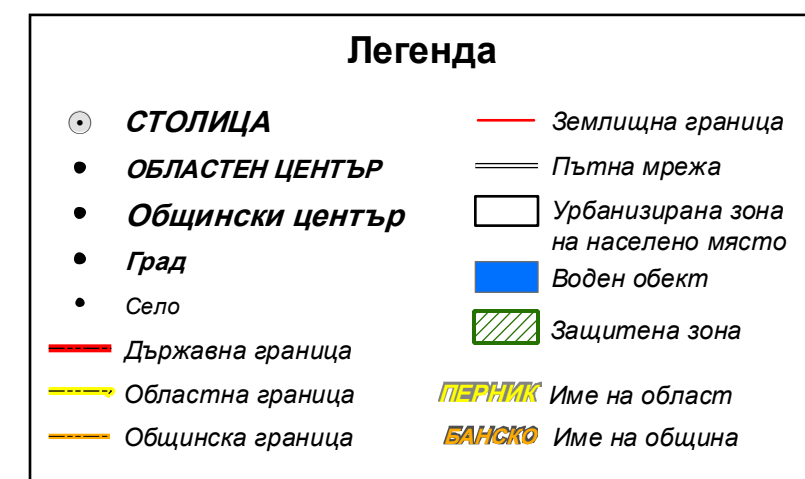 Легенда
СТОЛИЦА
ОБЛАСТЕН ЦЕНТЪР
Общински център
Град
Село
Държавна граница
Областна граница
Общинска граница
Землищна граница
Пътна мрежа
Урбанизирана зона
на населено място
Воден обект
Защитена зона
ПЕРНИК Име на област
БАНСКО Име на община